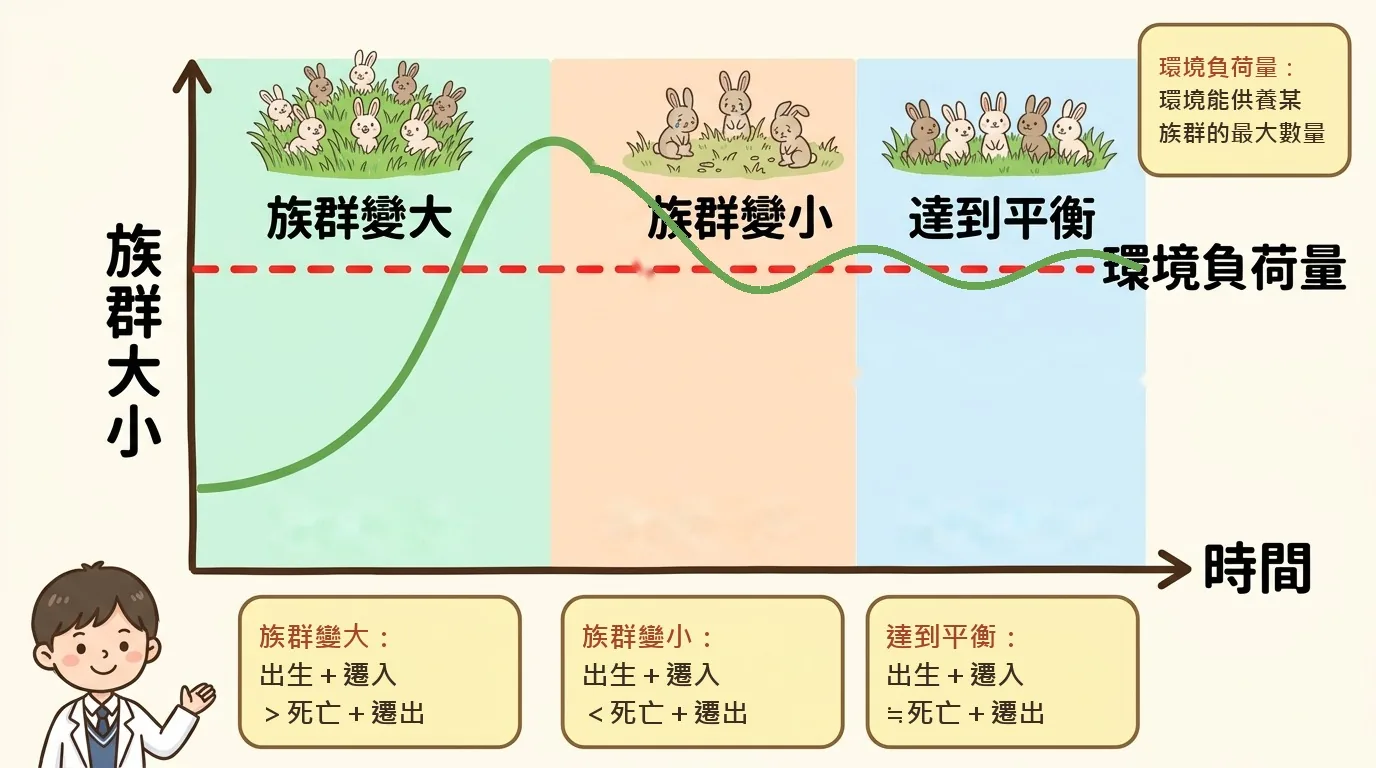 環境負荷量：
環境能供養某
族群的最大數量
族群變大
族群變小
達到平衡
環境負荷量
族群大小
時間
族群變大：
出生＋遷入
＞死亡＋遷出
族群變小：
出生＋遷入
＜死亡＋遷出
達到平衡：
出生＋遷入
≒死亡＋遷出